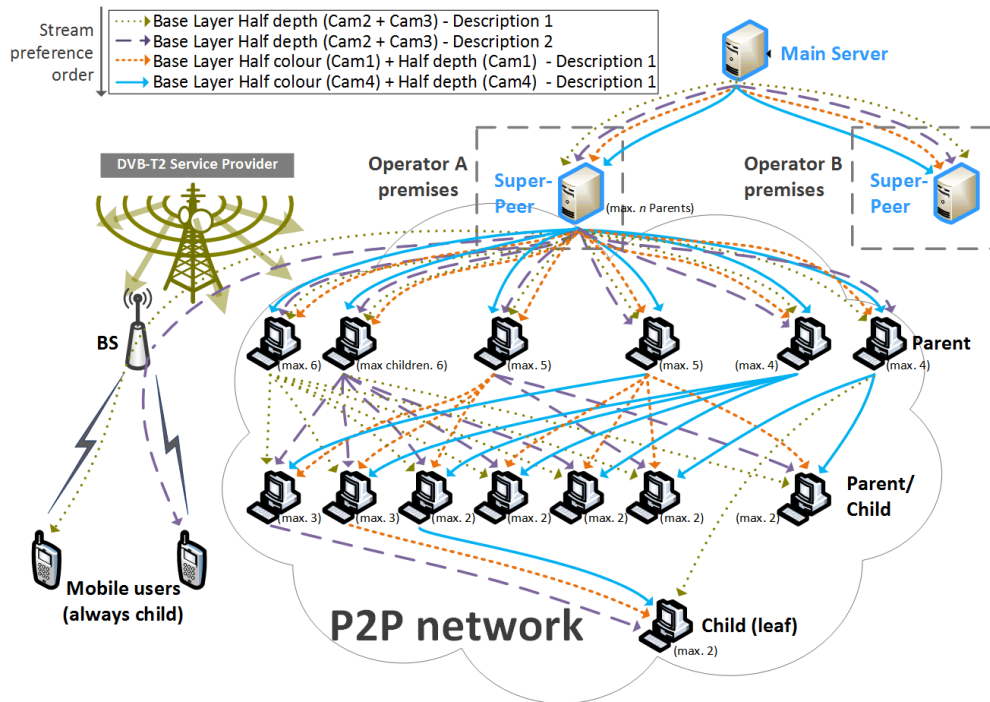 Stream
preference
order
Base Layer Half depth (Cam2 + Cam3) - Description 1
Base Layer Half depth (Cam2 + Cam3) - Description 2
Base Layer Half colour (Cam1) + Half depth (Cam1) - Description 1
Base Layer Half colour (Cam4) + Half depth (Cam4) - Description 1
Main Server
DVB-T2 Service Provider
Operator A
premises
Super-
Peer
(max. n Parents)
Operator B
premises
Super-
Peer
BS
(max. 6)
(max children. 6)
(max. 5)
(max. 5)
(max. 4)
(max. 4)
Parent
(max. 3)
(max. 3)
(max. 2)
(max. 2)
(max. 2)
(max. 2)
(max. 2)
Parent/
Child
Mobile users
(always child)
P2P network
Child (leaf)
(max. 2)